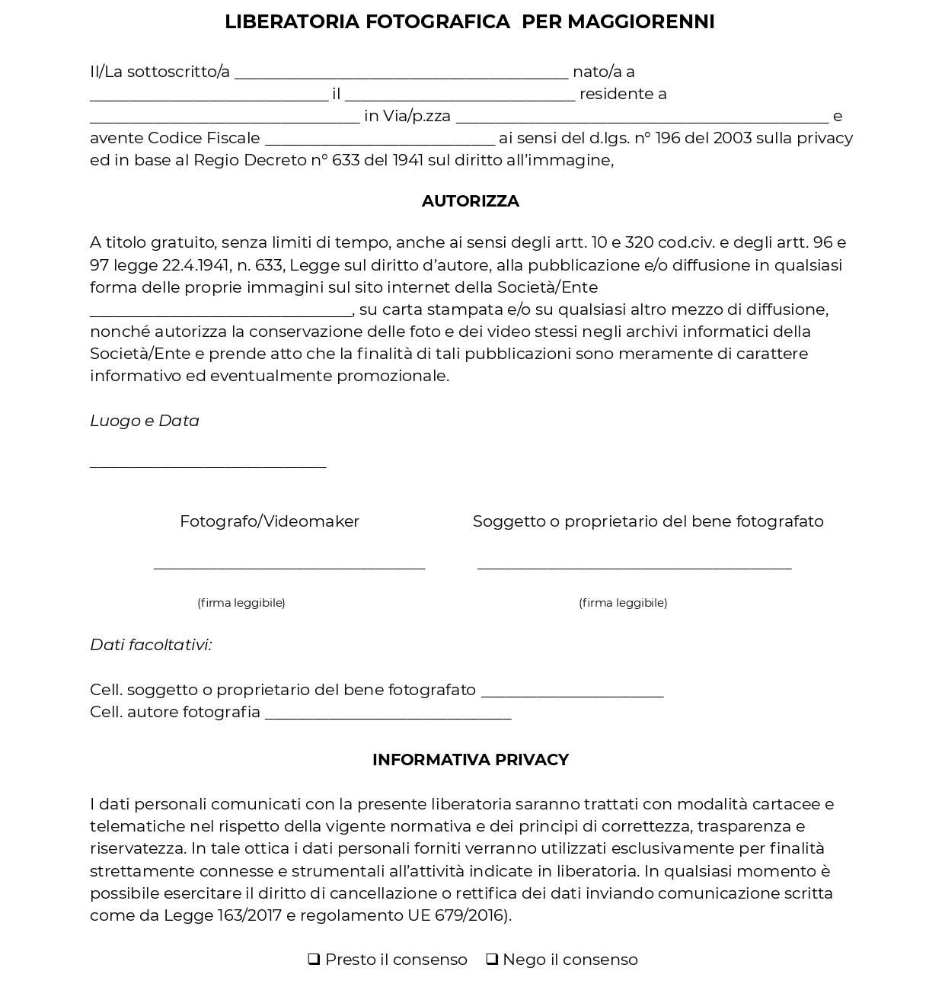 LIBERATORIA FOTOGRAFICA  PER MAGGIORENNI
Il/La sottoscritto/a __________________________________________ nato/a a
______________________________ il _____________________________ residente a
__________________________________ in Via/p.zza _______________________________________________ e
avente Codice Fiscale _____________________________ ai sensi del d.lgs. n° 196 del 2003 sulla privacy
ed in base al Regio Decreto n° 633 del 1941 sul diritto all’immagine,
AUTORIZZA
A titolo gratuito, senza limiti di tempo, anche ai sensi degli artt. 10 e 320 cod.civ. e degli artt. 96 e
97 legge 22.4.1941, n. 633, Legge sul diritto d’autore, alla pubblicazione e/o diffusione in qualsiasi
forma delle proprie immagini sul sito internet della Società/Ente
_________________________________, su carta stampata e/o su qualsiasi altro mezzo di diffusione,
nonché autorizza la conservazione delle foto e dei video stessi negli archivi informatici della
Società/Ente e prende atto che la finalità di tali pubblicazioni sono meramente di carattere
informativo ed eventualmente promozionale.
Luogo e Data
_________________________________
Fotografo/Videomaker Soggetto o proprietario del bene fotografato
______________________________________ ____________________________________________
(firma leggibile) (firma leggibile)
Dati facoltativi:
Cell. soggetto o proprietario del bene fotografato _______________________
Cell. autore fotografia _______________________________
INFORMATIVA PRIVACY
I dati personali comunicati con la presente liberatoria saranno trattati con modalità cartacee e
telematiche nel rispetto della vigente normativa e dei principi di correttezza, trasparenza e
riservatezza. In tale ottica i dati personali forniti verranno utilizzati esclusivamente per finalità
strettamente connesse e strumentali all’attività indicate in liberatoria. In qualsiasi momento è
possibile esercitare il diritto di cancellazione o rettifica dei dati inviando comunicazione scritta
come da Legge 163/2017 e regolamento UE 679/2016).
❏ Presto il consenso ❏ Nego il consenso